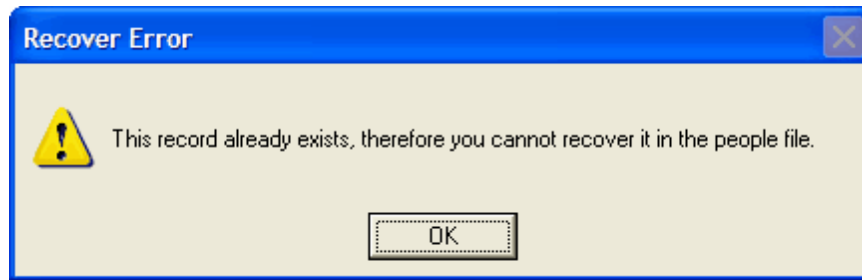 Recover Error
This record already exists, therefore you cannot recover it in the people file.
OK